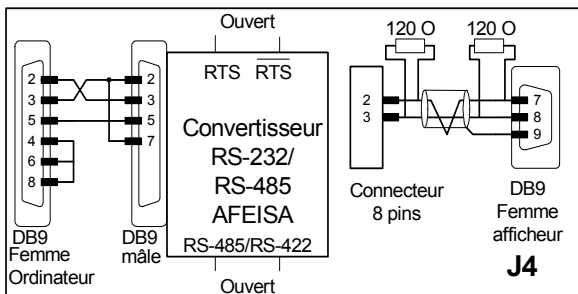 Ouvert
120 O
120 O
RTS
RTS
2
3
5
4
6
8
2
3
5
7
Convertisseur
RS-232/
RS-485
AFEISA
RS-485/RS-422
2
3
7
8
9
Connecteur
8 pins
DB9
Femme
afficheur
J4
DB9
Femme
Ordinateur
DB9
mâle
Ouvert